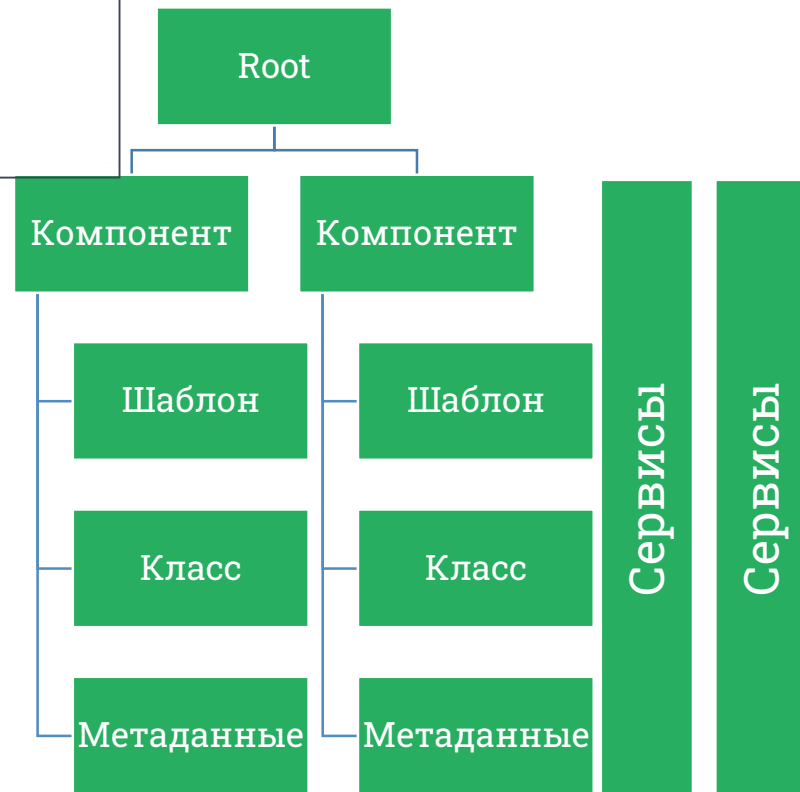 Root
Компонент
Компонент
Шаблон
Шаблон
Класс
Класс
Метаданные
Метаданные
Сервисы
Сервисы